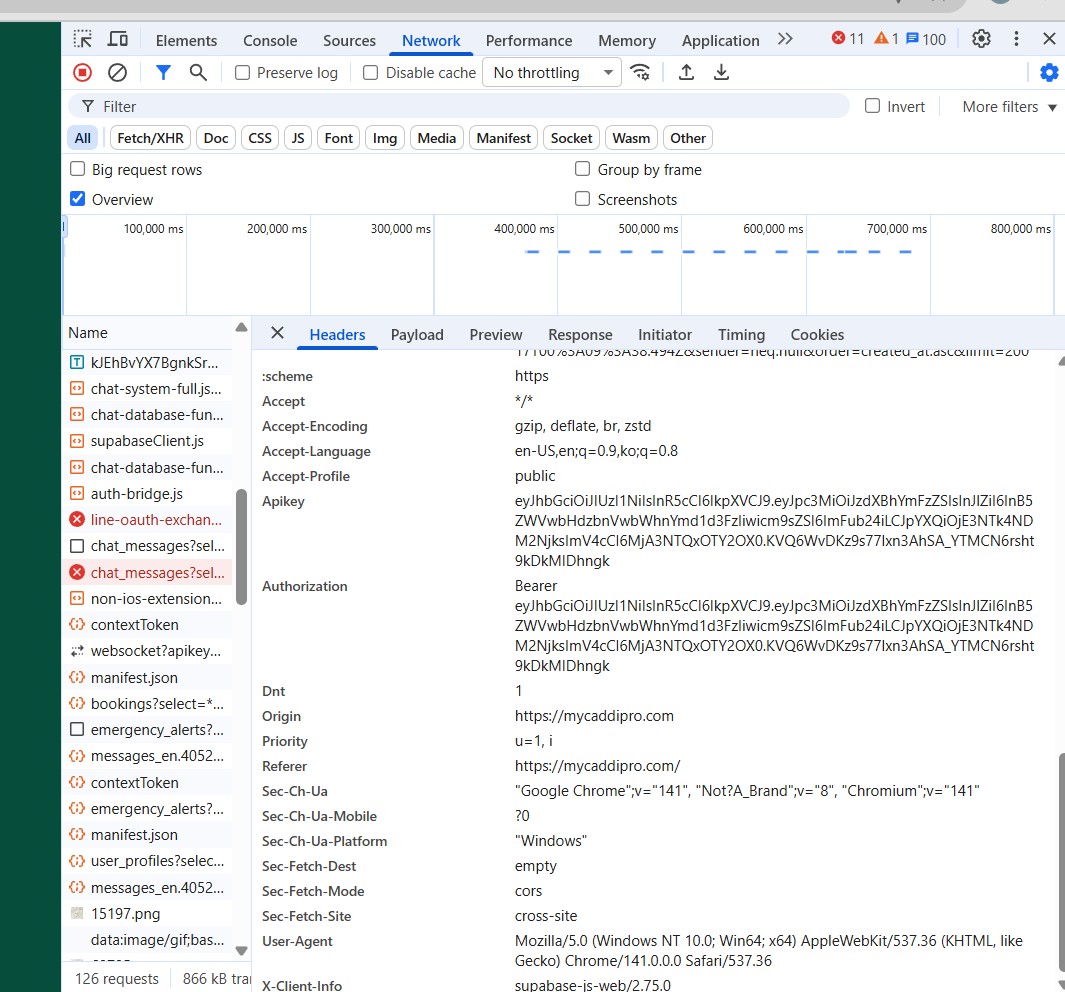 Elements Console Sources Network Performance Memory Application 11 1 100
Preserve log Disable cache No throttling
Filter Invert More filters
All Fetch/XHR Doc CSS JS Font Img Media Manifest Socket Wasm Other
Big request rows Group by frame
Overview Screenshots
100,000 ms 200,000 ms 300,000 ms 400,000 ms 500,000 ms 600,000 ms 700,000 ms 800,000 ms
Name
kJEhBvYX7BgnkSr...
chat-system-full.js...
chat-database-fun...
supabaseClient.js
chat-database-fun...
auth-bridge.js
line-oauth-exchan...
chat_messages?sel...
chat_messages?sel...
non-ios-extension...
contextToken
websocket?apikey...
manifest.json
bookings?select=*...
emergency_alerts?...
messages_en.4052...
contextToken
emergency_alerts?...
manifest.json
user_profiles?selec...
messages_en.4052...
15197.png
data:image/gif;bas...
126 requests 866 kB tra
Headers Payload Preview Response Initiator Timing Cookies
:scheme https
Accept */*
Accept-Encoding gzip, deflate, br, zstd
Accept-Language en-US,en;q=0.9,ko;q=0.8
Accept-Profile public
Apikey
Authorization Bearer
Dnt 1
Origin https://mycaddipro.com
Priority u=1, i
Referer https://mycaddipro.com/
Sec-Ch-Ua "Google Chrome";v="141", "Not?A_Brand";v="8", "Chromium";v="141"
Sec-Ch-Ua-Mobile ?0
Sec-Ch-Ua-Platform "Windows"
Sec-Fetch-Dest empty
Sec-Fetch-Mode cors
Sec-Fetch-Site cross-site
User-Agent Mozilla/5.0 (Windows NT 10.0; Win64; x64) AppleWebKit/537.36 (KHTML, like
Gecko) Chrome/141.0.0.0 Safari/537.36
X-Client-Info supabase-js-web/2.75.0